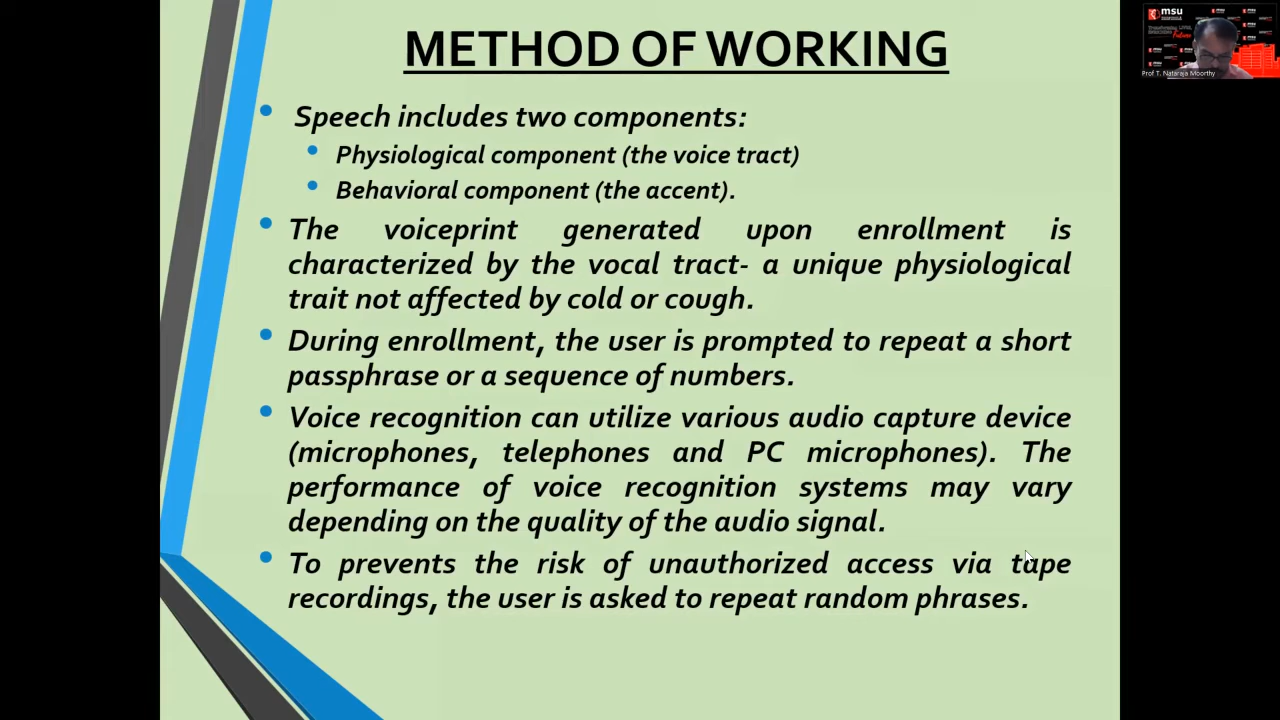 METHOD OF WORKING
Speech includes two components:
Physiological component (the voice tract)
Behavioral component (the accent).
The voiceprint generated upon enrollment is
characterized by the vocal tract- a unique physiological
trait not affected by cold or cough.
During enrollment, the user is prompted to repeat a short
passphrase or a sequence of numbers.
Voice recognition can utilize various audio capture device
(microphones, telephones and PC microphones). The
performance of voice recognition systems may vary
depending on the quality of the audio signal.
To prevents the risk of unauthorized access via tape
recordings, the user is asked to repeat random phrases.
msu
Prof T. Nataraja Moorthy